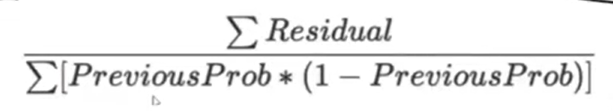 ∑ Residual
∑[PreviousProb * (1 − PreviousProb)]